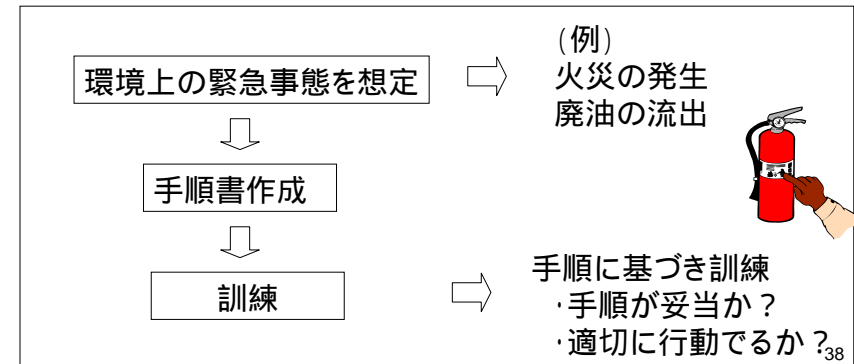 環境上の緊急事態を想定
(例)
火災の発生
廃油の流出
手順書作成
訓練
手順に基づき訓練
・手順が妥当か？
・適切に行動でるか？
38